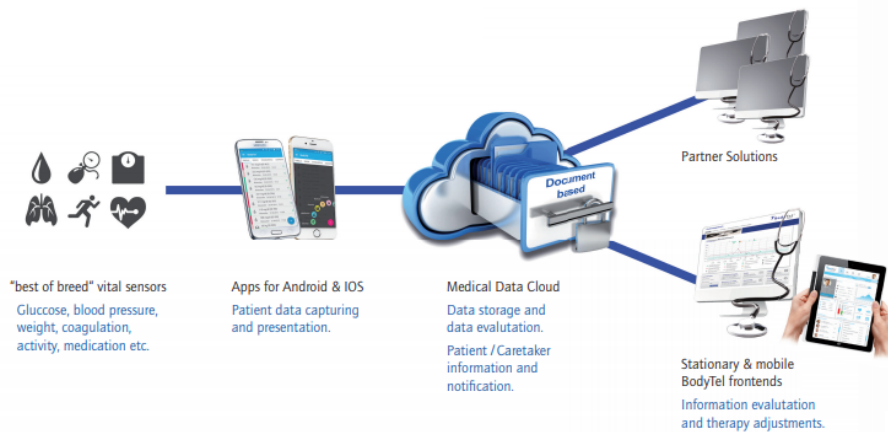 Document
based
Partner Solutions
"best of breed" vital sensors
Gluccose, blood pressure,
weight, coagulation,
activity, medication etc.
Apps for Android & IOS
Patient data capturing
and presentation.
Medical Data Cloud
Data storage and
data evalutation.
Patient / Caretaker
information and
notification.
Stationary & mobile
BodyTel frontends
Information evalutation
and therapy adjustments.